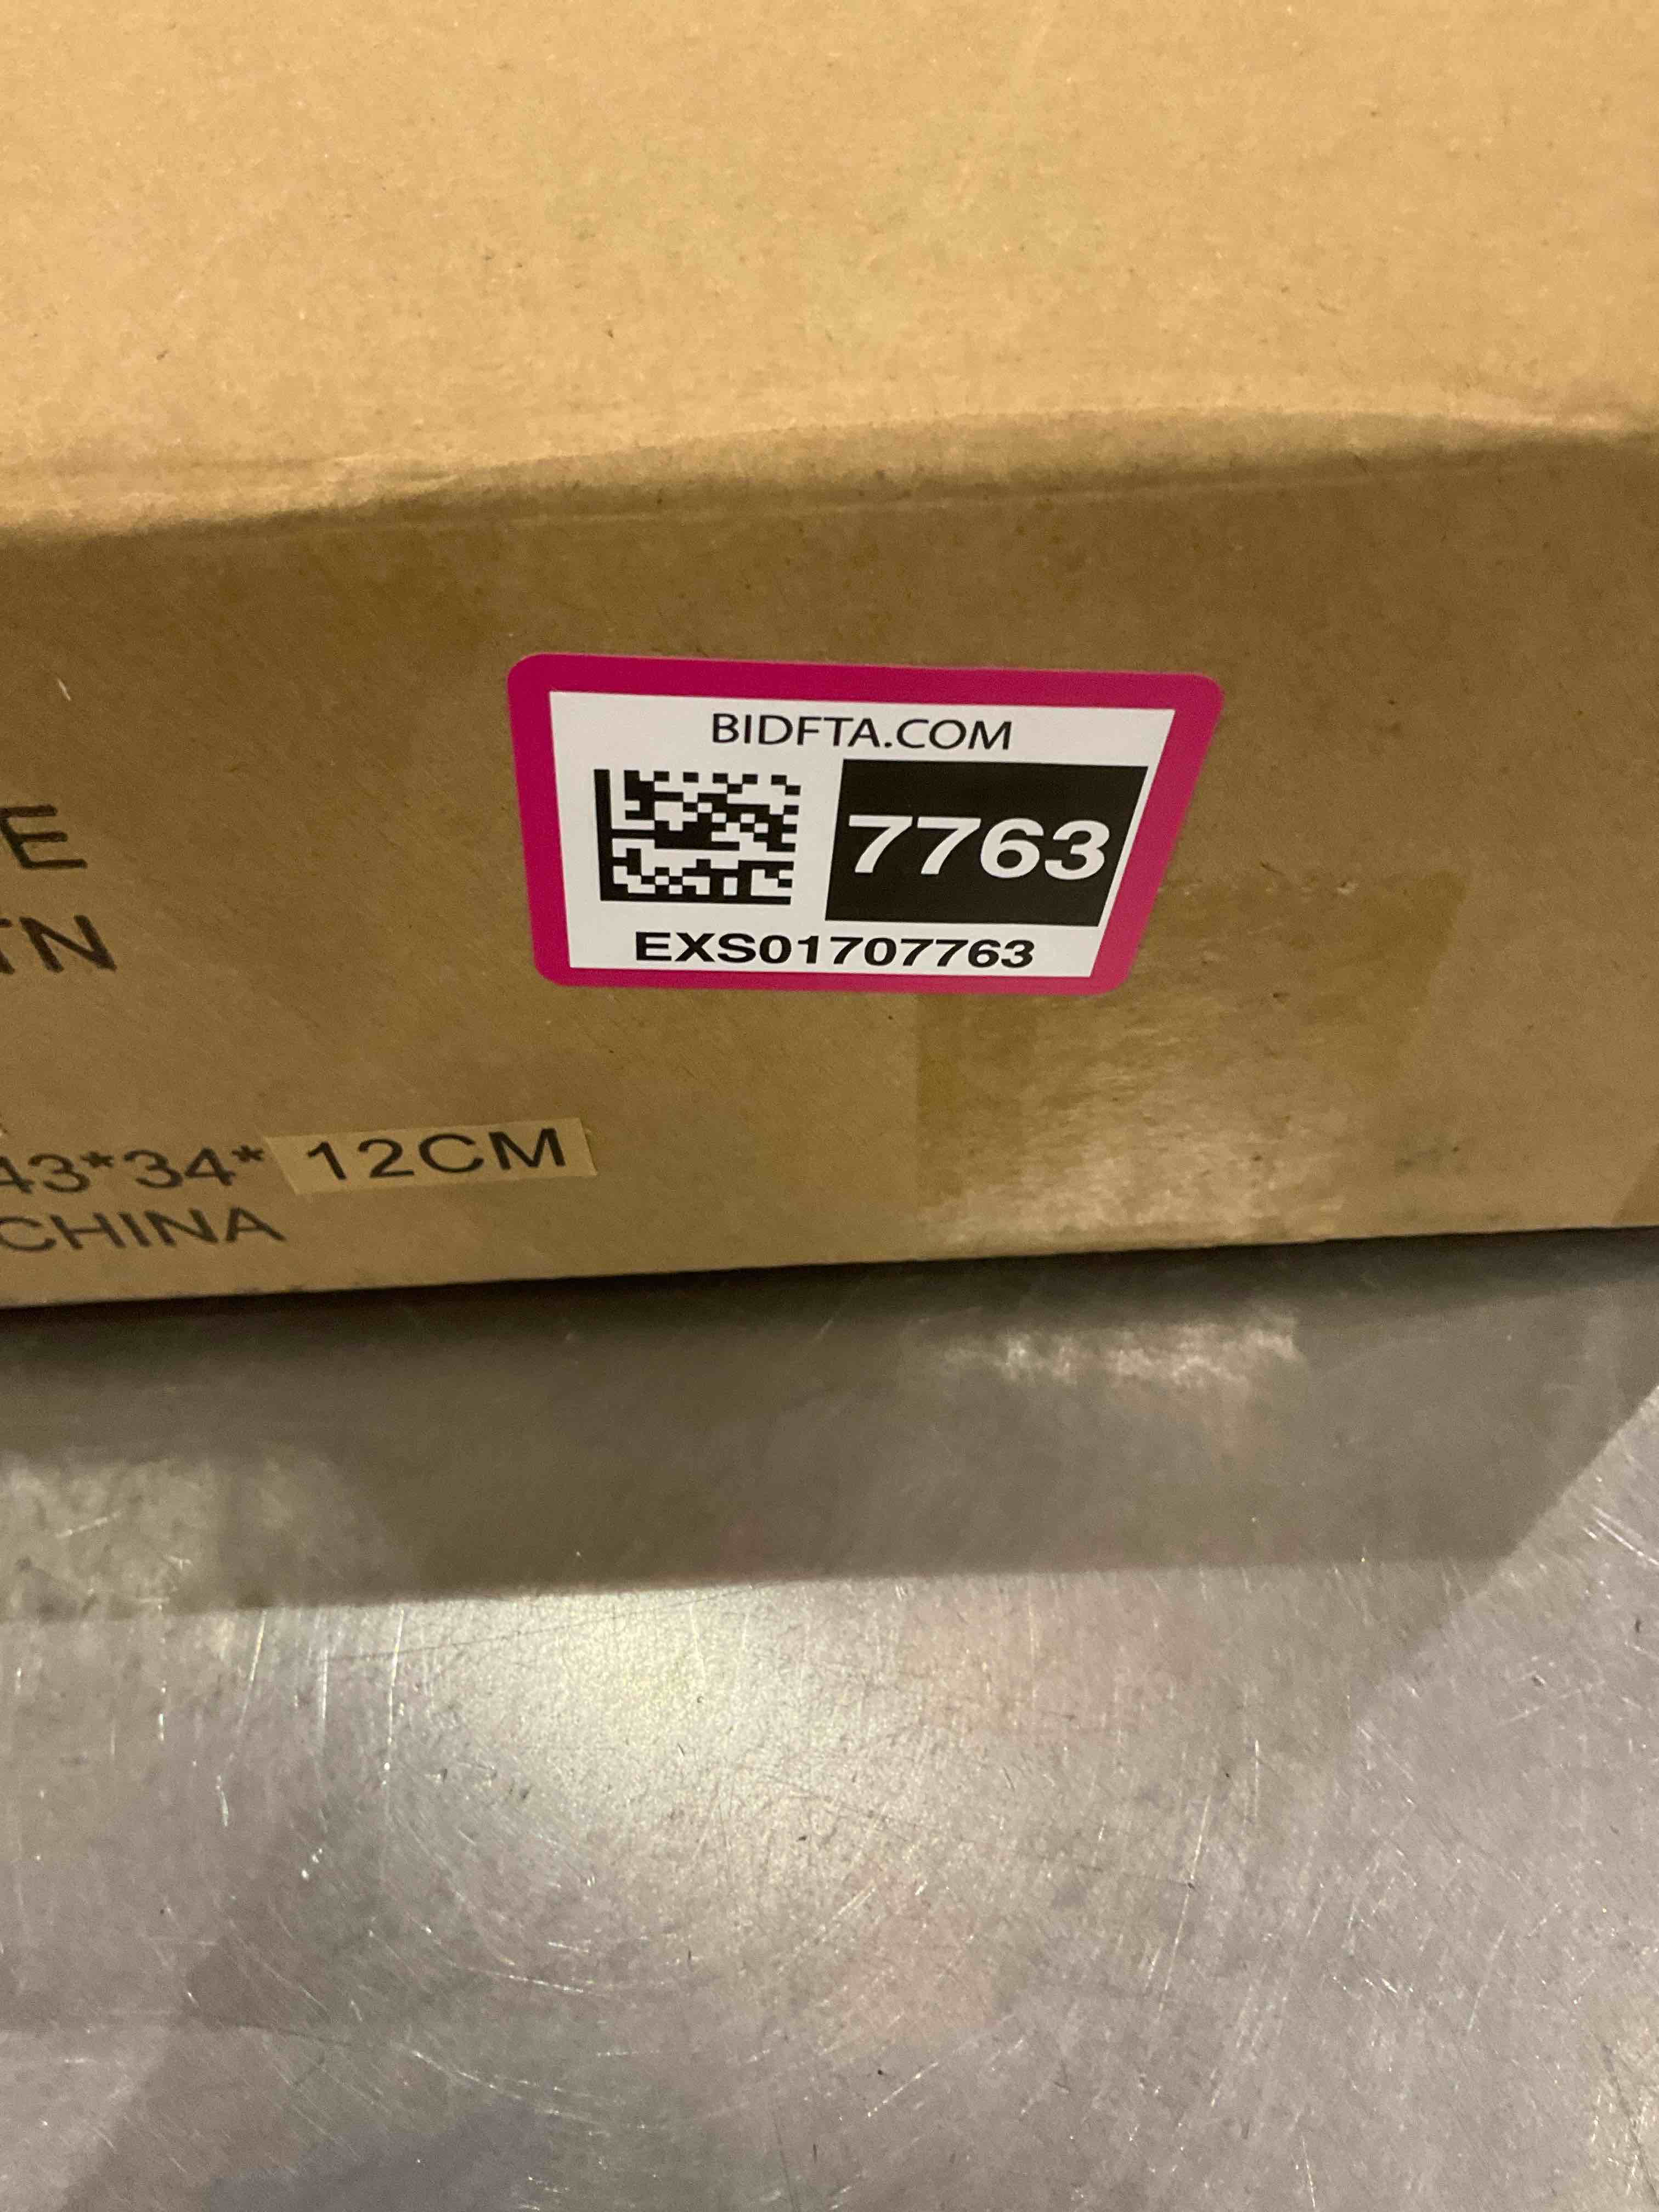 BIDFTA.COM
7763
EXS01707763
E
TN
43*34* 12CM
CHINA